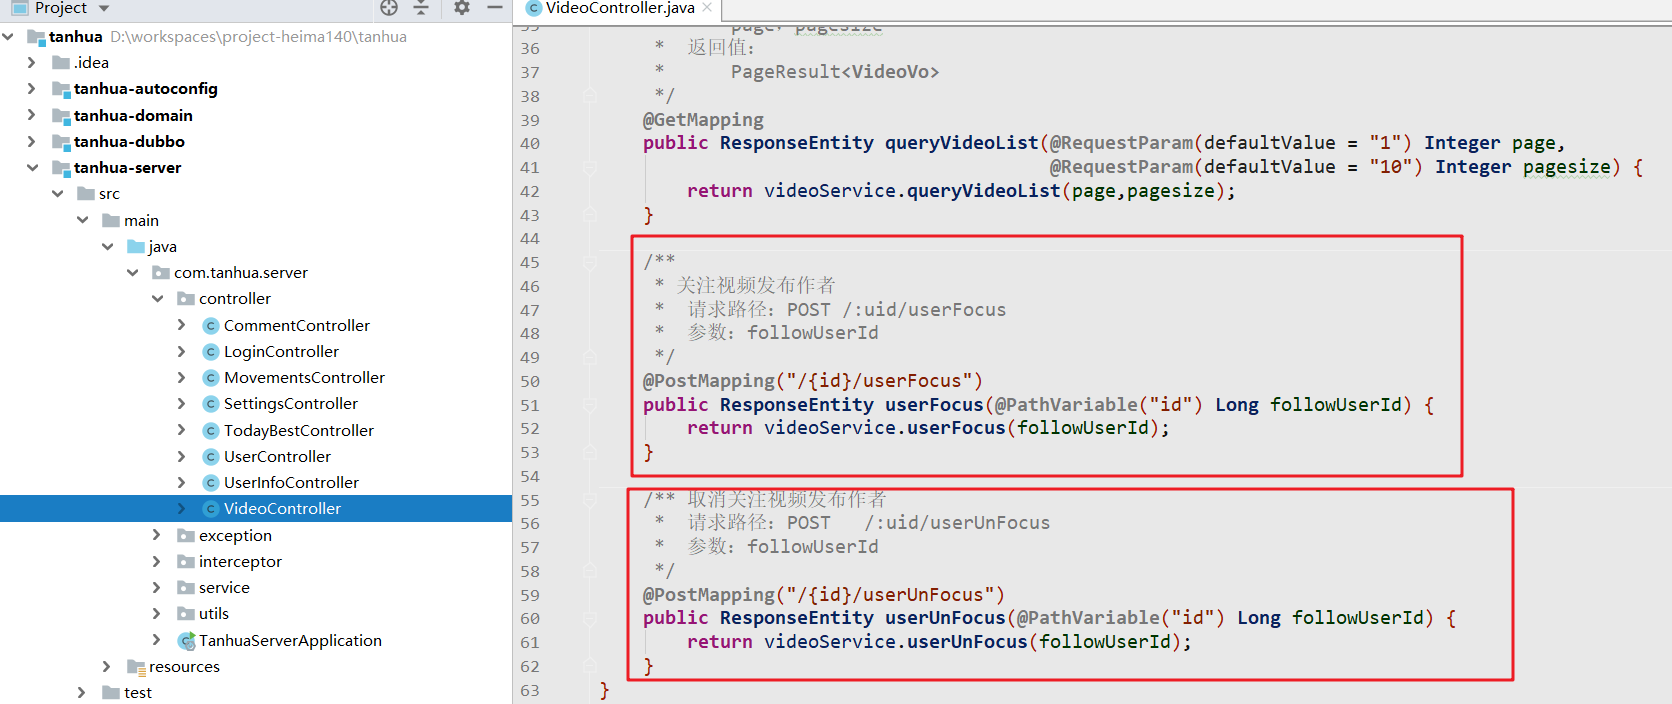 Project
tanhua D:\workspaces\project-heima140\tanhua
.idea
tanhua-autoconfig
tanhua-domain
tanhua-dubbo
tanhua-server
src
main
java
com.tanhua.server
controller
CommentController
LoginController
MovementsController
SettingsController
TodayBestController
UserController
UserInfoController
VideoController
exception
interceptor
service
utils
TanhuaServerApplication
resources
test
VideoController.java
35 page: pagesize
36 * 返回值:
37 * PageResult<VideoVo>
38 */
39 @GetMapping
40 public ResponseEntity queryVideoList(@RequestParam(defaultValue = "1") Integer page,
41 @RequestParam(defaultValue = "10") Integer pagesize) {
42 return videoService.queryVideoList(page,pagesize);
43 }
44
45 /**
46 * 关注视频发布作者
47 * 请求路径: POST /:uid/userFocus
48 * 参数: followUserId
49 */
50 @PostMapping("/{id}/userFocus")
51 public ResponseEntity userFocus(@PathVariable("id") Long followUserId) {
52 return videoService.userFocus(followUserId);
53 }
54
55 /** 取消关注视频发布作者
56 * 请求路径: POST /:uid/userUnFocus
57 * 参数: followUserId
58 */
59 @PostMapping("/{id}/userUnFocus")
60 public ResponseEntity userUnFocus(@PathVariable("id") Long followUserId) {
61 return videoService.userUnFocus(followUserId);
62 }
63 }